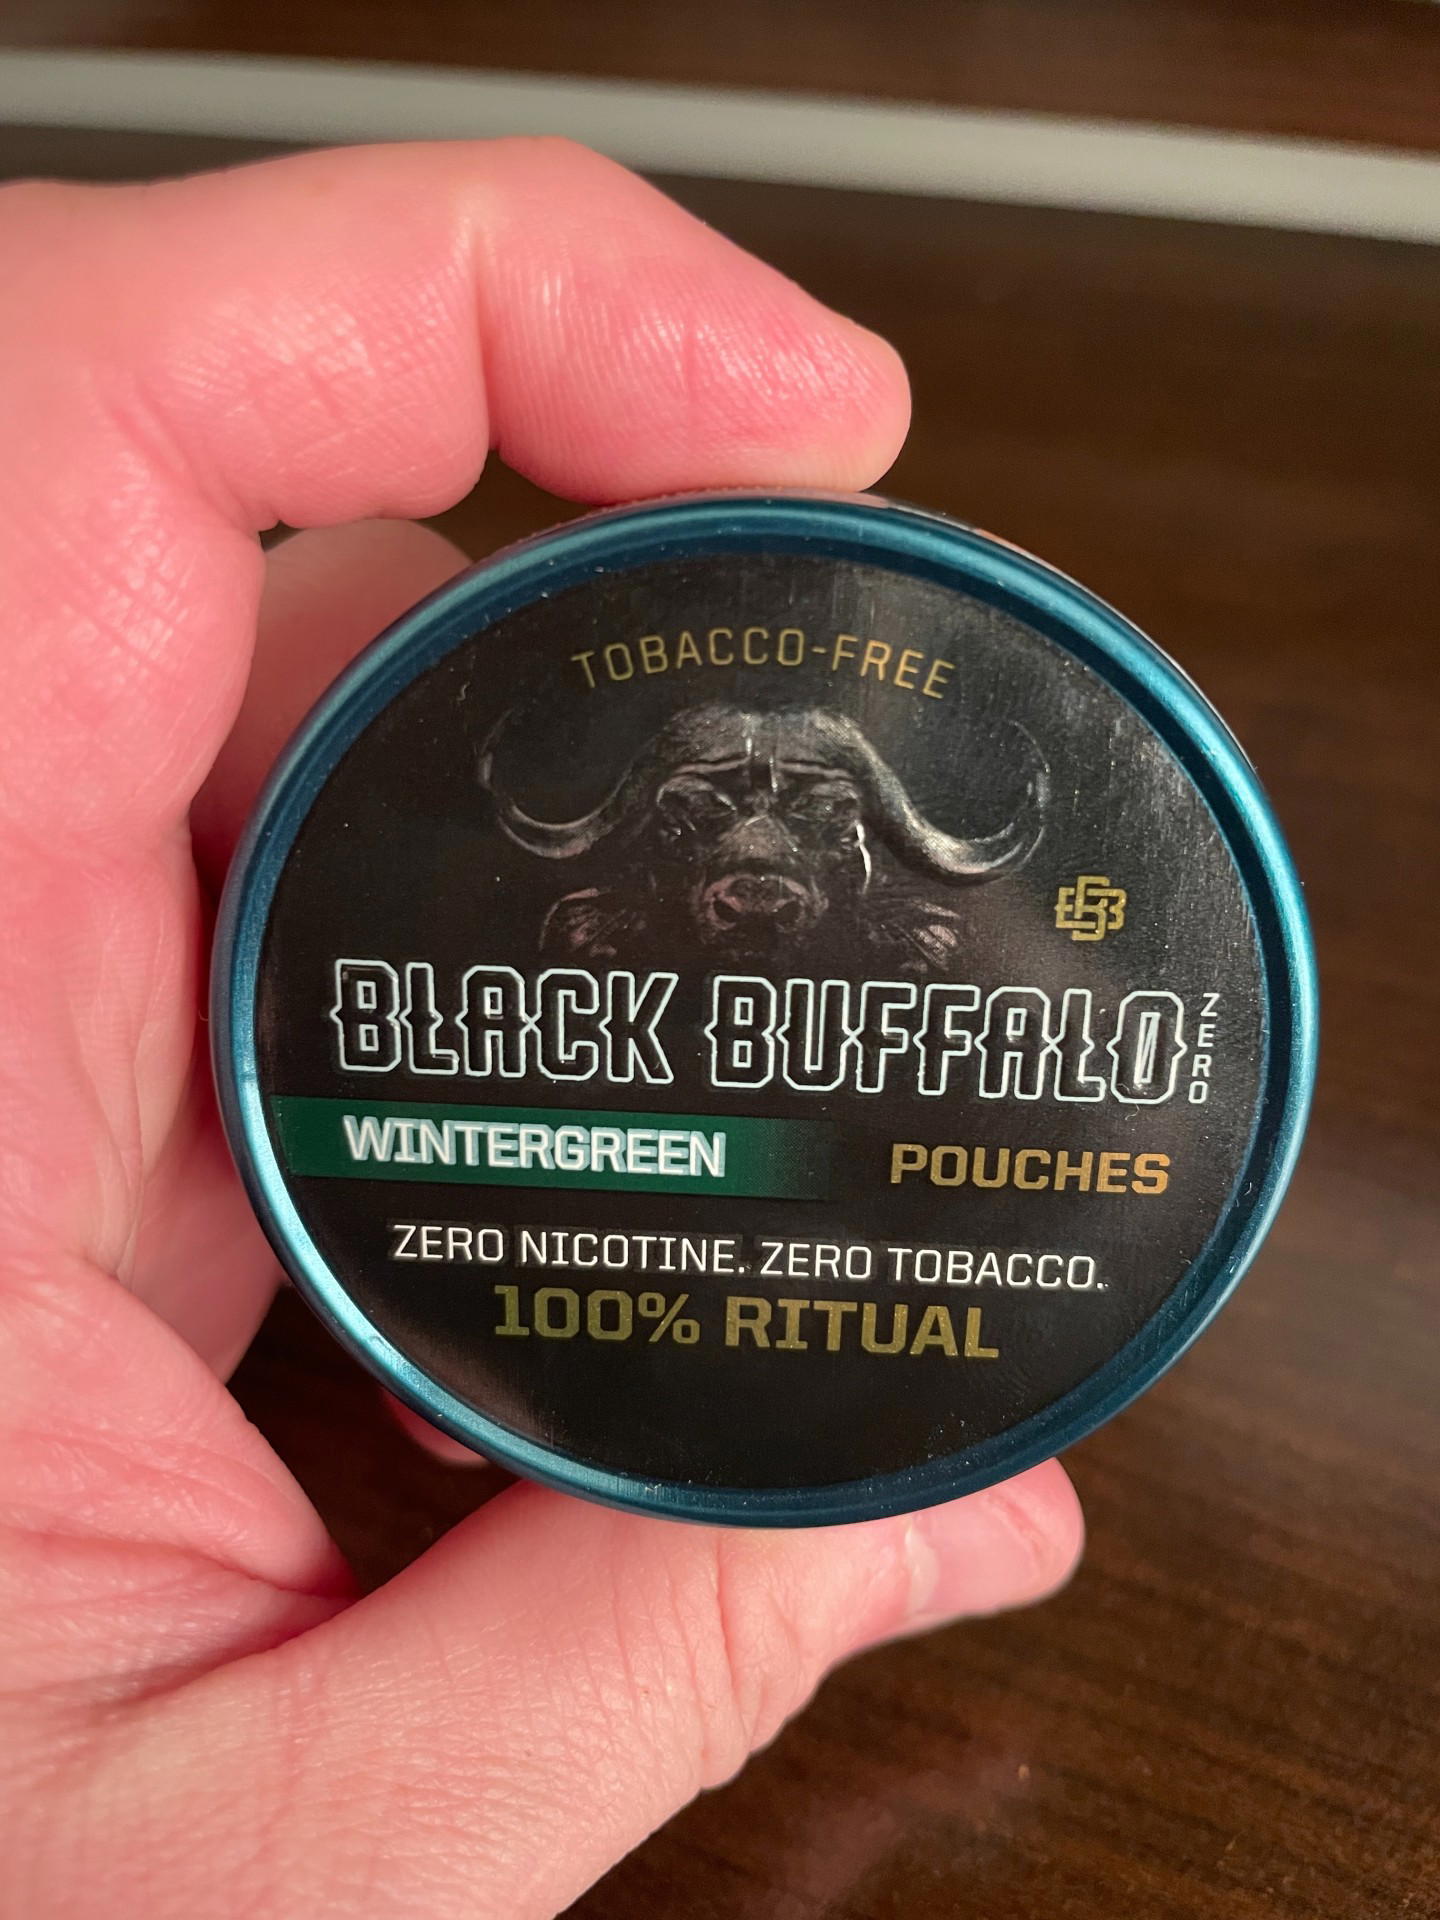 TOBACCO-FREE
BLACK BUFFALO ZERO
WINTERGREEN
POUCHES
ZERO NICOTINE. ZERO TOBACCO.
100% RITUAL